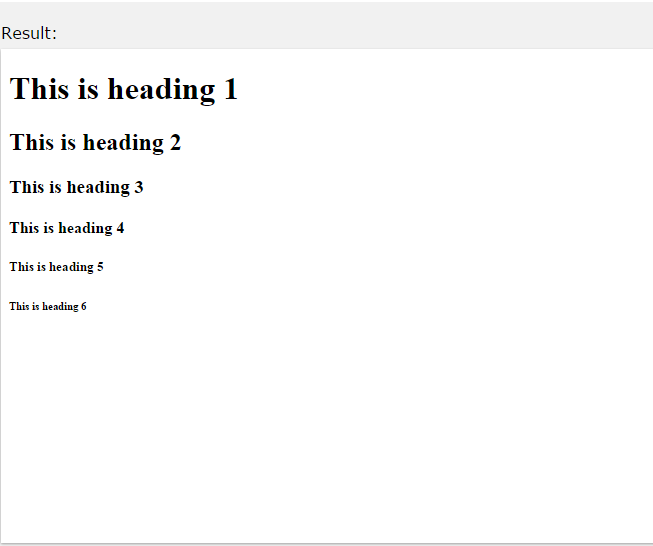 Result:
This is heading 1
This is heading 2
This is heading 3
This is heading 4
This is heading 5
This is heading 6